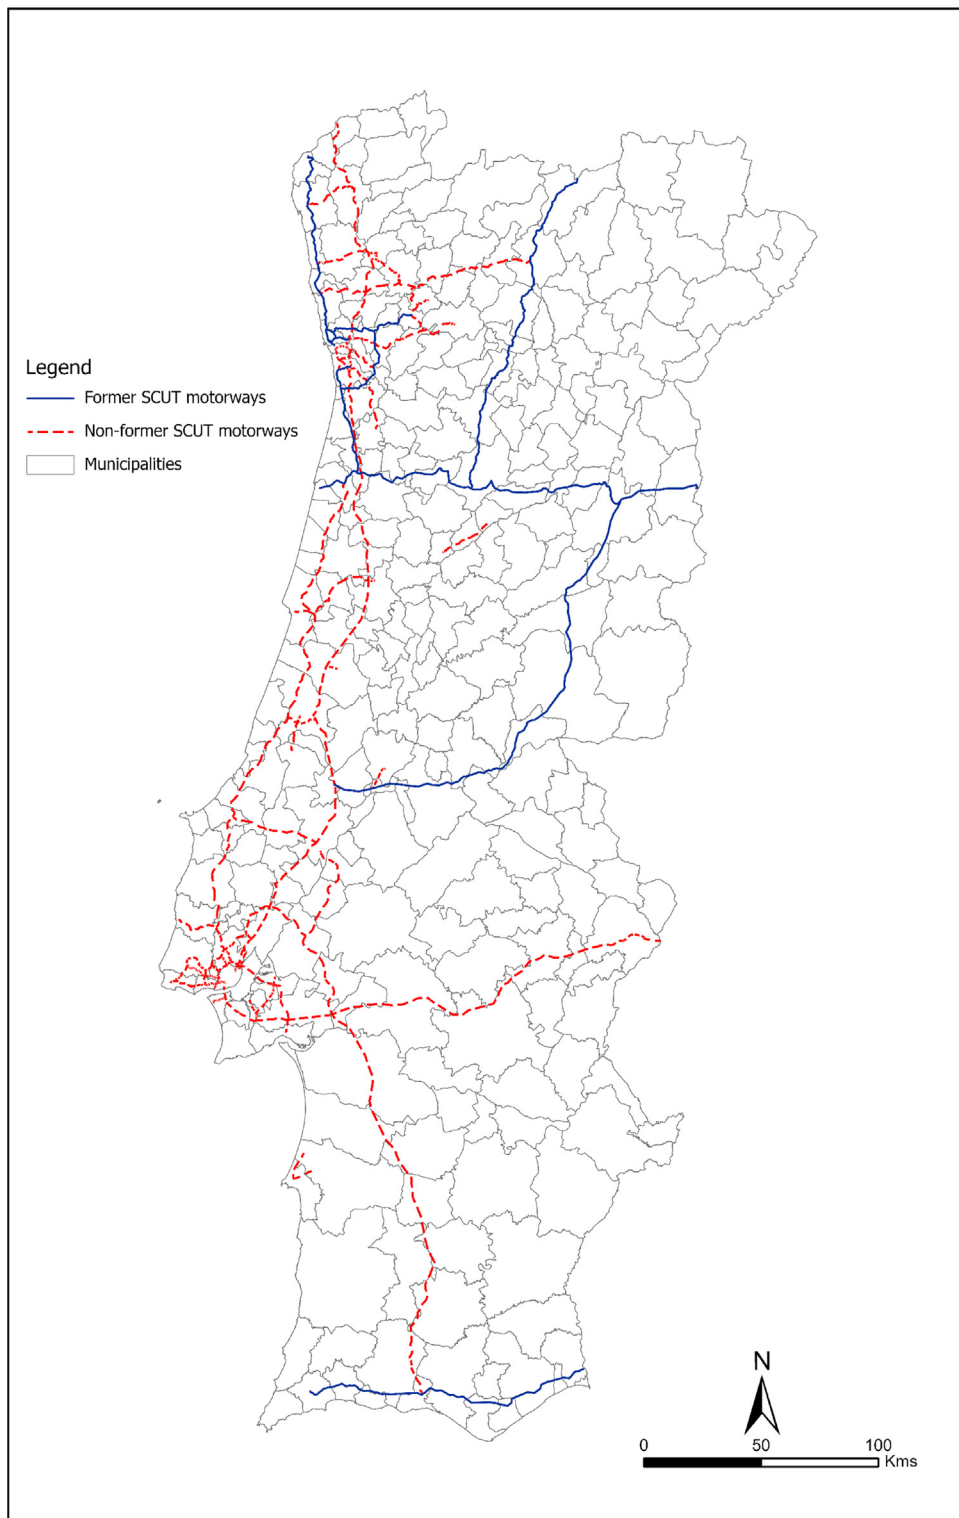 Legend
Former SCUT motorways
Non-former SCUT motorways
Municipalities
N
0 50 100
Kms